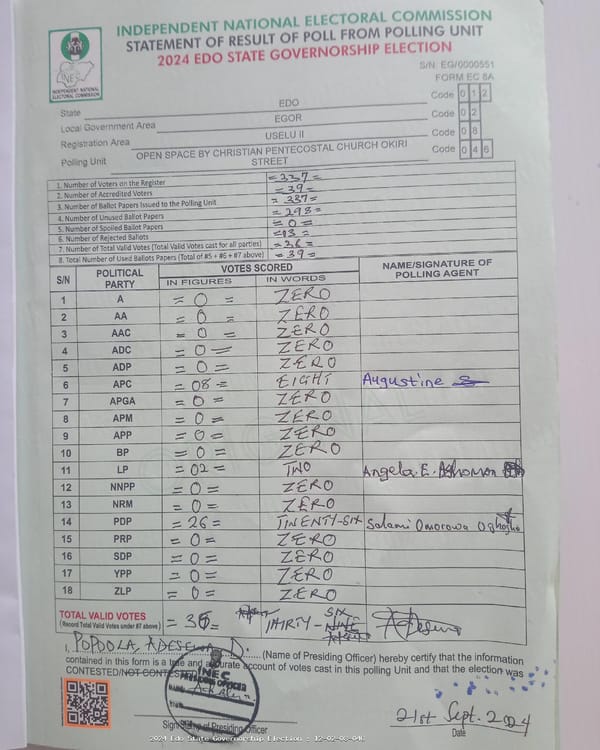 INDEPENDENT NATIONAL ELECTORAL COMMISSION
STATEMENT OF RESULT OF POLL FROM POLLING UNIT
2024 EDO STATE GOVERNORSHIP ELECTION
INEC
INDEPENDENT NATIONAL ELECTORAL COMMISSION
S/N: EG/0000551
FORM EC 8A
State EDO Code 0 1 2
Local Government Area EGOR Code 0 2
Registration Area USELU II Code 0 8
Polling Unit OPEN SPACE BY CHRISTIAN PENTECOSTAL CHURCH OKIRI STREET Code 0 4 6
1. Number of Voters on the Register =337=
2. Number of Accredited Voters =39=
3. Number of Ballot Papers Issued to the Polling Unit =337=
4. Number of Unused Ballot Papers =298=
5. Number of Spoiled Ballot Papers =0=
6. Number of Rejected Ballots
7. Number of Total Valid Votes (Total Valid Votes cast for all parties) =36=
8. Total Number of Used Ballots Papers (Total of #5 + #6 + #7 above) =39=
S/N POLITICAL PARTY VOTES SCORED NAME/SIGNATURE OF POLLING AGENT
IN FIGURES IN WORDS
1 A =0= ZERO
2 AA =0= ZERO
3 AAC =0= ZERO
4 ADC =0= ZERO
5 ADP =0= ZERO
6 APC =08= EIGHT Augustine
7 APGA =0= ZERO
8 APM =0= ZERO
9 APP =0= ZERO
10 BP =0= ZERO
11 LP =02= TWO Angela. E.
12 NNPP =0= ZERO
13 NRM =0= ZERO
14 PDP =26= TWENTY-SIX Salami Omorowa
15 PRP =0= ZERO
16 SDP =0= ZERO
17 YPP =0= ZERO
18 ZLP =0= ZERO
TOTAL VALID VOTES =36= THIRTY-SIX
(Record Total Valid Votes under #7 above)
I, POPOOLA, ADESEWA D. (Name of Presiding Officer) hereby certify that the information
contained in this form is a true and accurate account of votes cast in this polling Unit and that the election was
CONTESTED/NOT CONTESTED
INEC
PRESIDING OFFICER
21st Sept. 2024
Sign Name of Presiding Officer
Date
2024 Edo State Governorship Election - 12-02-08-046